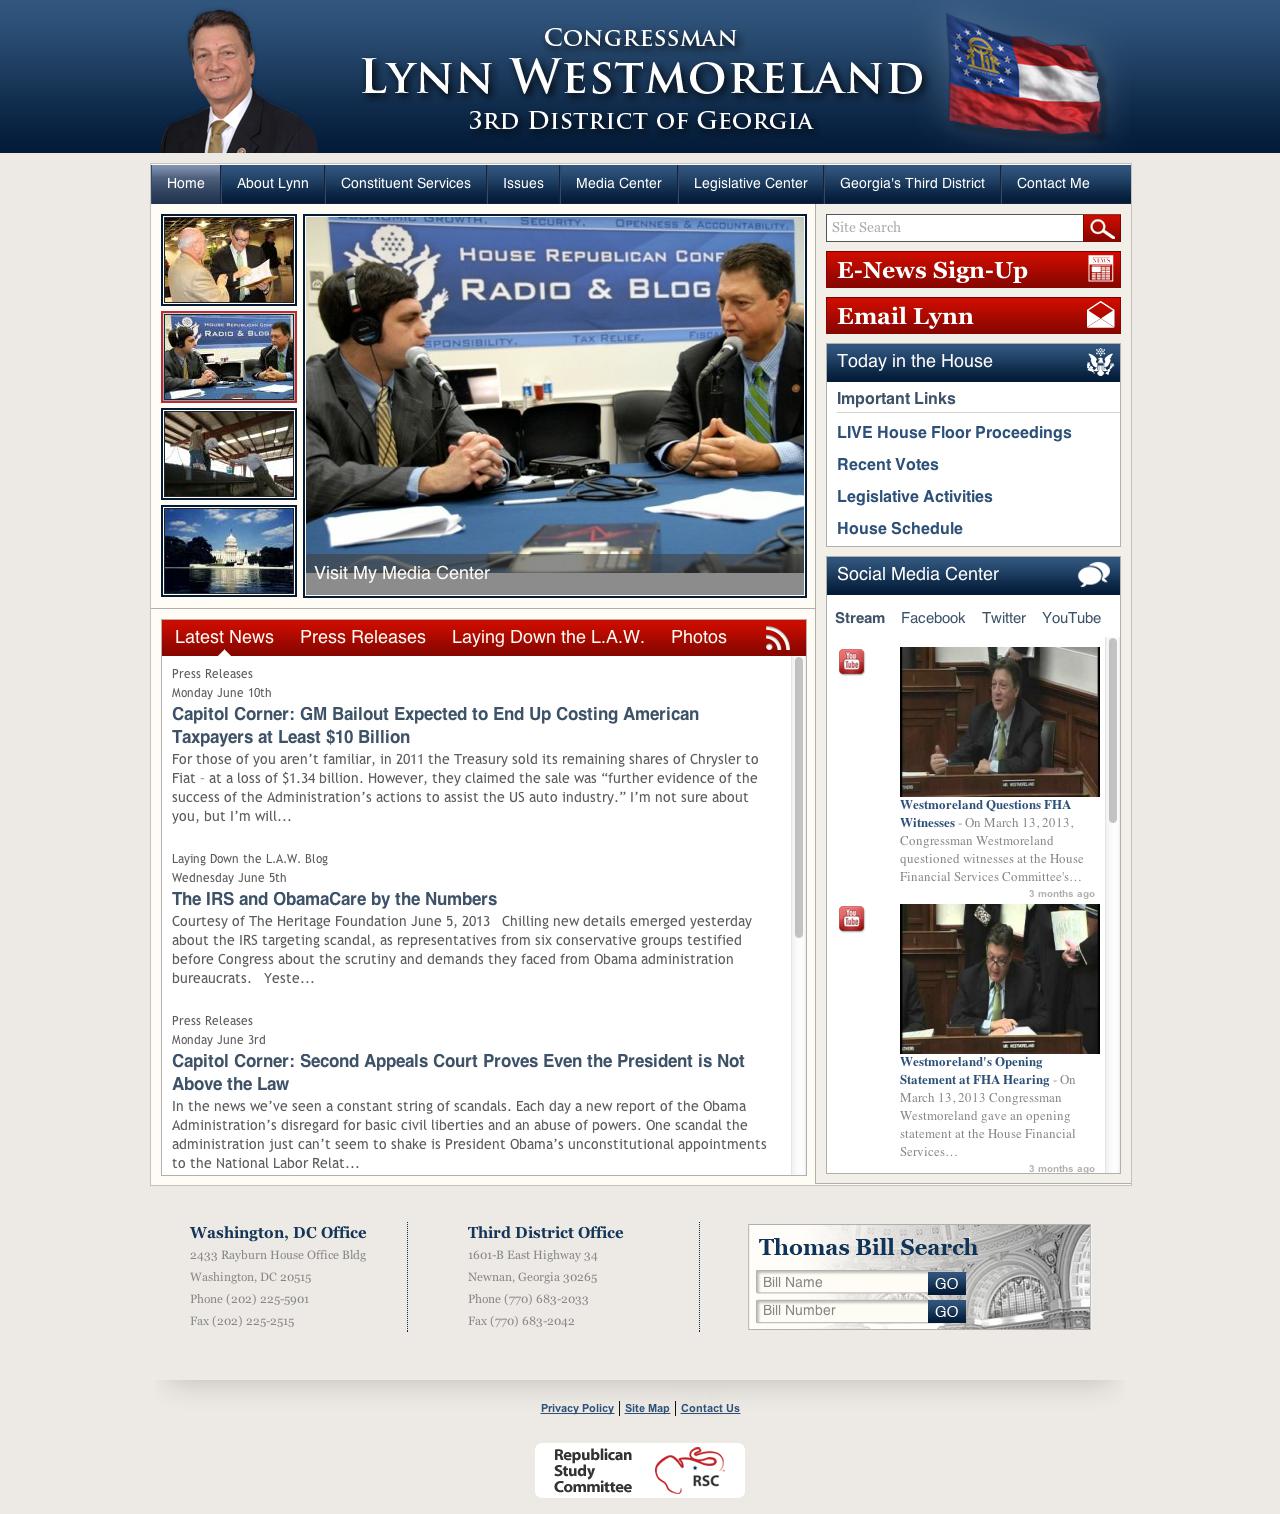 CONGRESSMAN
LYNN WESTMORELAND
3RD DISTRICT OF GEORGIA
Home About Lynn Constituent Services Issues Media Center Legislative Center Georgia's Third District Contact Me
ECONOMIC GROWTH. SECURITY. OPENNESS & ACCOUNTABILITY.
HOUSE REPUBLICAN CONF
RADIO & BLOG
TAX RELIEF.
Visit My Media Center
Site Search
E-News Sign-Up
NEWS
Email Lynn
Today in the House
Important Links
LIVE House Floor Proceedings
Recent Votes
Legislative Activities
House Schedule
Social Media Center
Stream Facebook Twitter YouTube
Latest News Press Releases Laying Down the L.A.W. Photos
Press Releases
Monday June 10th
Capitol Corner: GM Bailout Expected to End Up Costing American
Taxpayers at Least $10 Billion
For those of you aren’t familiar, in 2011 the Treasury sold its remaining shares of Chrysler to
Fiat – at a loss of $1.34 billion. However, they claimed the sale was “further evidence of the
success of the Administration’s actions to assist the US auto industry.” I’m not sure about
you, but I’m will...
Laying Down the L.A.W. Blog
Wednesday June 5th
The IRS and ObamaCare by the Numbers
Courtesy of The Heritage Foundation June 5, 2013 Chilling new details emerged yesterday
about the IRS targeting scandal, as representatives from six conservative groups testified
before Congress about the scrutiny and demands they faced from Obama administration
bureaucrats. Yeste...
Press Releases
Monday June 3rd
Capitol Corner: Second Appeals Court Proves Even the President is Not
Above the Law
In the news we’ve seen a constant string of scandals. Each day a new report of the Obama
Administration’s disregard for basic civil liberties and an abuse of powers. One scandal the
administration just can’t seem to shake is President Obama’s unconstitutional appointments
to the National Labor Relat...
You
Tube
MR. WESTMORELAND
Westmoreland Questions FHA
Witnesses - On March 13, 2013,
Congressman Westmoreland
questioned witnesses at the House
Financial Services Committee's...
3 months ago
You
Tube
MR. WESTMORELAND
Westmoreland's Opening
Statement at FHA Hearing - On
March 13, 2013 Congressman
Westmoreland gave an opening
statement at the House Financial
Services...
3 months ago
Washington, DC Office
2433 Rayburn House Office Bldg
Washington, DC 20515
Phone (202) 225-5901
Fax (202) 225-2515
Third District Office
1601-B East Highway 34
Newnan, Georgia 30265
Phone (770) 683-2033
Fax (770) 683-2042
Thomas Bill Search
Bill Name GO
Bill Number GO
Privacy Policy | Site Map | Contact Us
Republican
Study
Committee
RSC